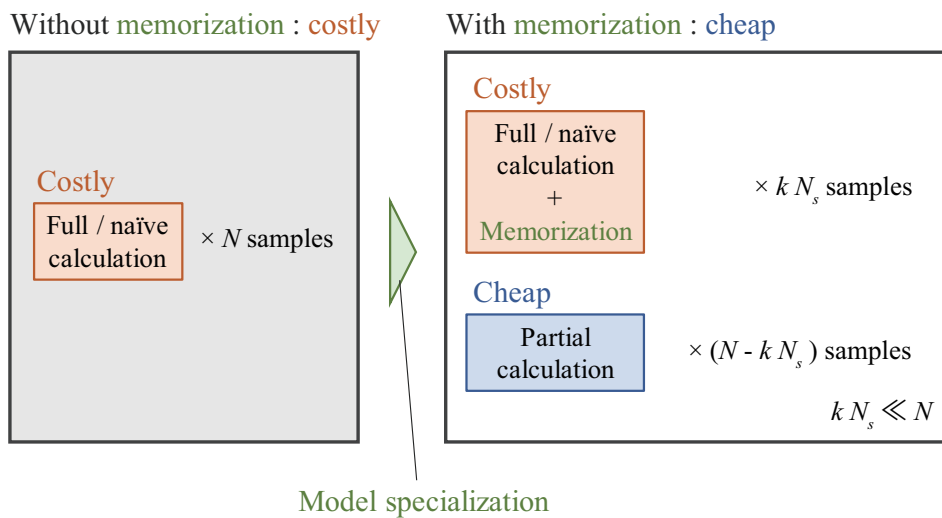 Without memorization : costly
With memorization : cheap
Costly
Full / naïve
calculation
× N samples
Costly
Full / naïve
calculation
+
Memorization
× k Nₛ samples
Cheap
Partial
calculation
× (N - k Nₛ ) samples
k Nₛ ≪ N
Model specialization